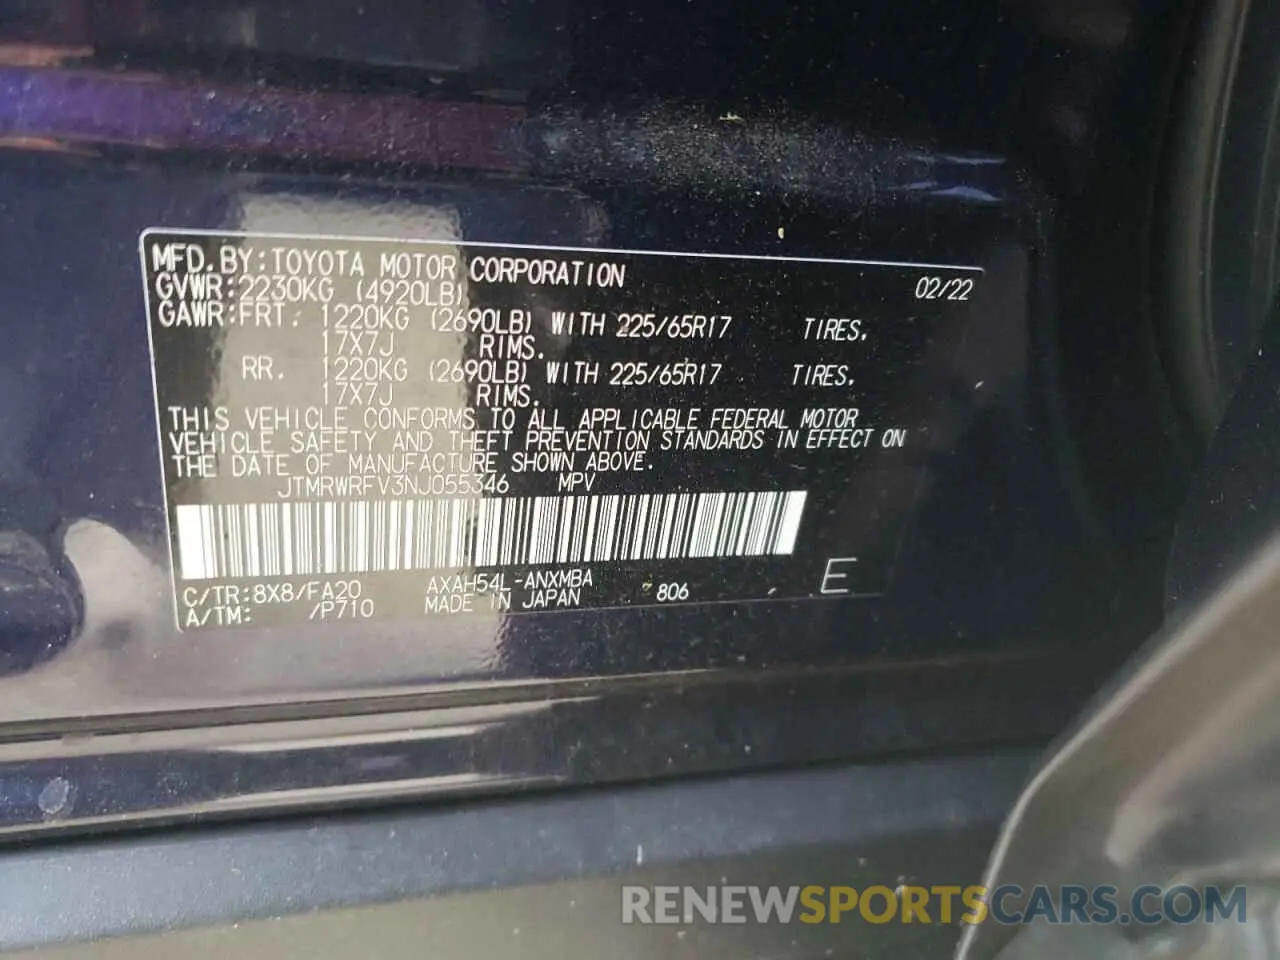 MFD. BY: TOYOTA MOTOR CORPORATION 02/22
GVWR: 2230KG (4920LB)
GAWR: FRT. 1220KG (2690LB) WITH 225/65R17 TIRES,
17X7J RIMS.
RR. 1220KG (2690LB) WITH 225/65R17 TIRES,
17X7J RIMS.
THIS VEHICLE CONFORMS TO ALL APPLICABLE FEDERAL MOTOR
VEHICLE SAFETY AND THEFT PREVENTION STANDARDS IN EFFECT ON
THE DATE OF MANUFACTURE SHOWN ABOVE.
JTMRWRFV3NJ055346 MPV
C/TR: 8X8/FA20 AXAH54L-ANXMBA 806 E
A/TM: /P710 MADE IN JAPAN
RENEWSPORTSCARS.COM